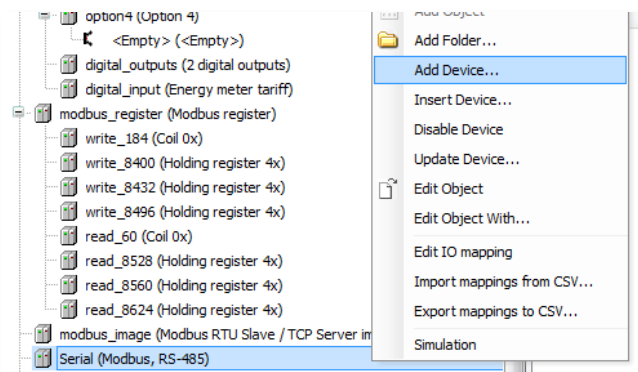 option4 (Option 4)
<Empty> (<Empty>)
digital_outputs (2 digital outputs)
digital_input (Energy meter tariff)
modbus_register (Modbus register)
write_184 (Coil 0x)
write_8400 (Holding register 4x)
write_8432 (Holding register 4x)
write_8496 (Holding register 4x)
read_60 (Coil 0x)
read_8528 (Holding register 4x)
read_8560 (Holding register 4x)
read_8624 (Holding register 4x)
modbus_image (Modbus RTU Slave / TCP Server im
Serial (Modbus, RS-485)
Add Object
Add Folder...
Add Device...
Insert Device...
Disable Device
Update Device...
Edit Object
Edit Object With...
Edit IO mapping
Import mappings from CSV...
Export mappings to CSV...
Simulation